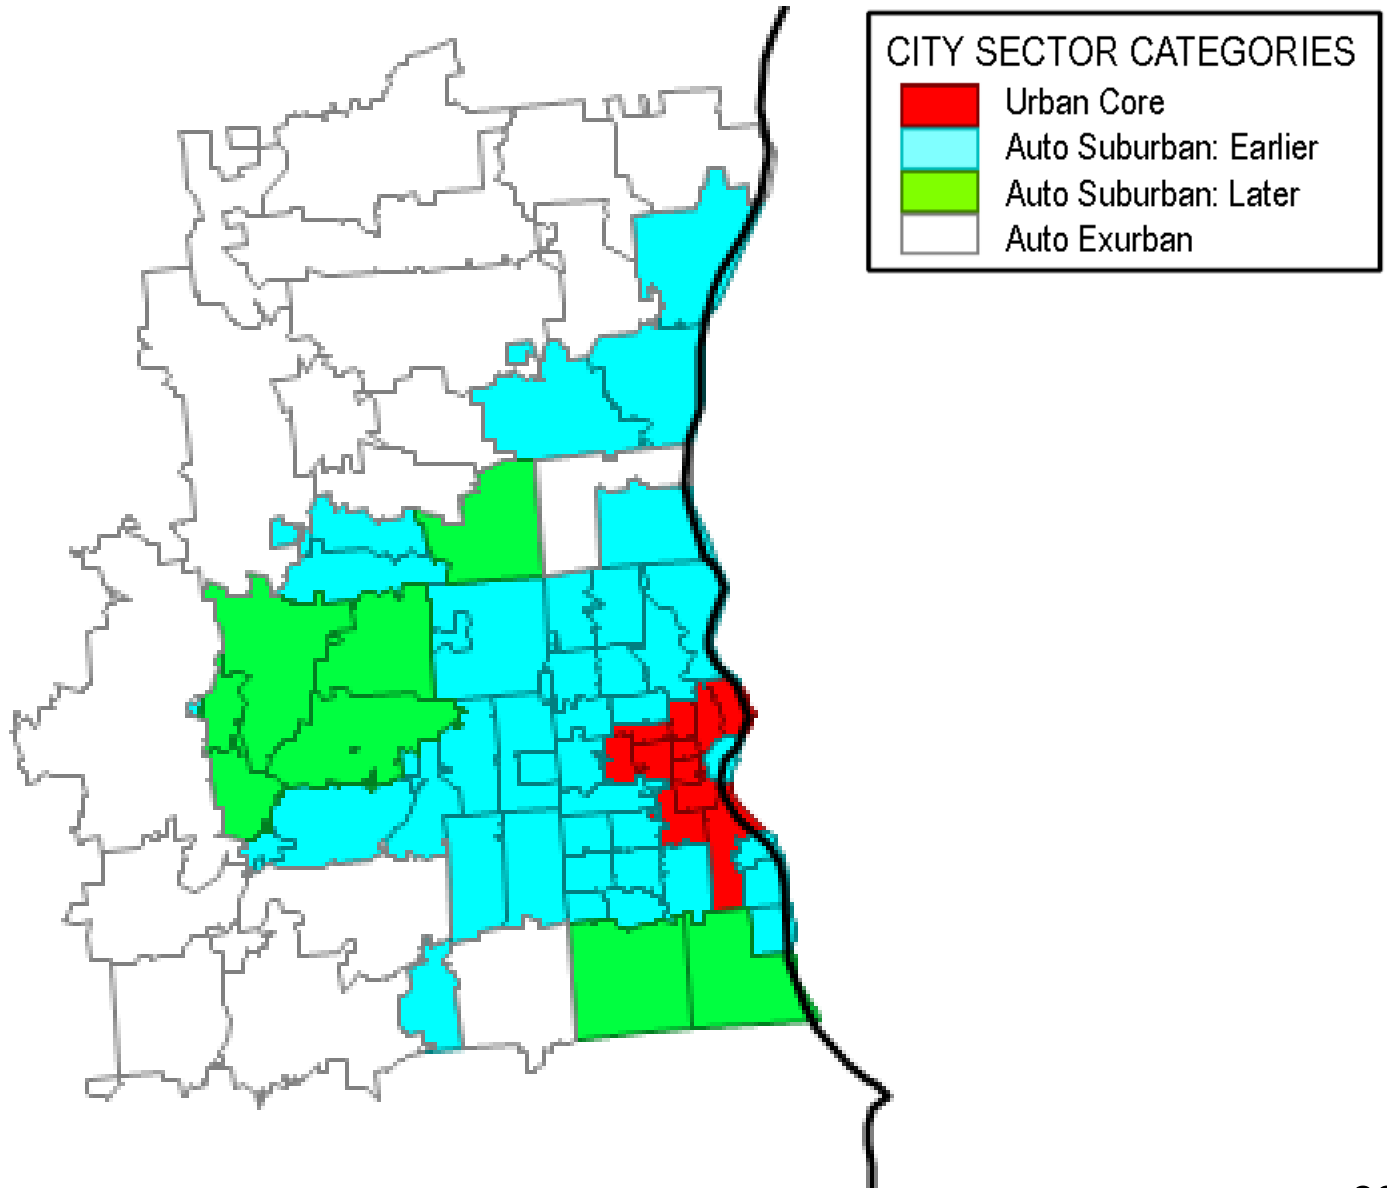 CITY SECTOR CATEGORIES
Urban Core
Auto Suburban: Earlier
Auto Suburban: Later
Auto Exurban